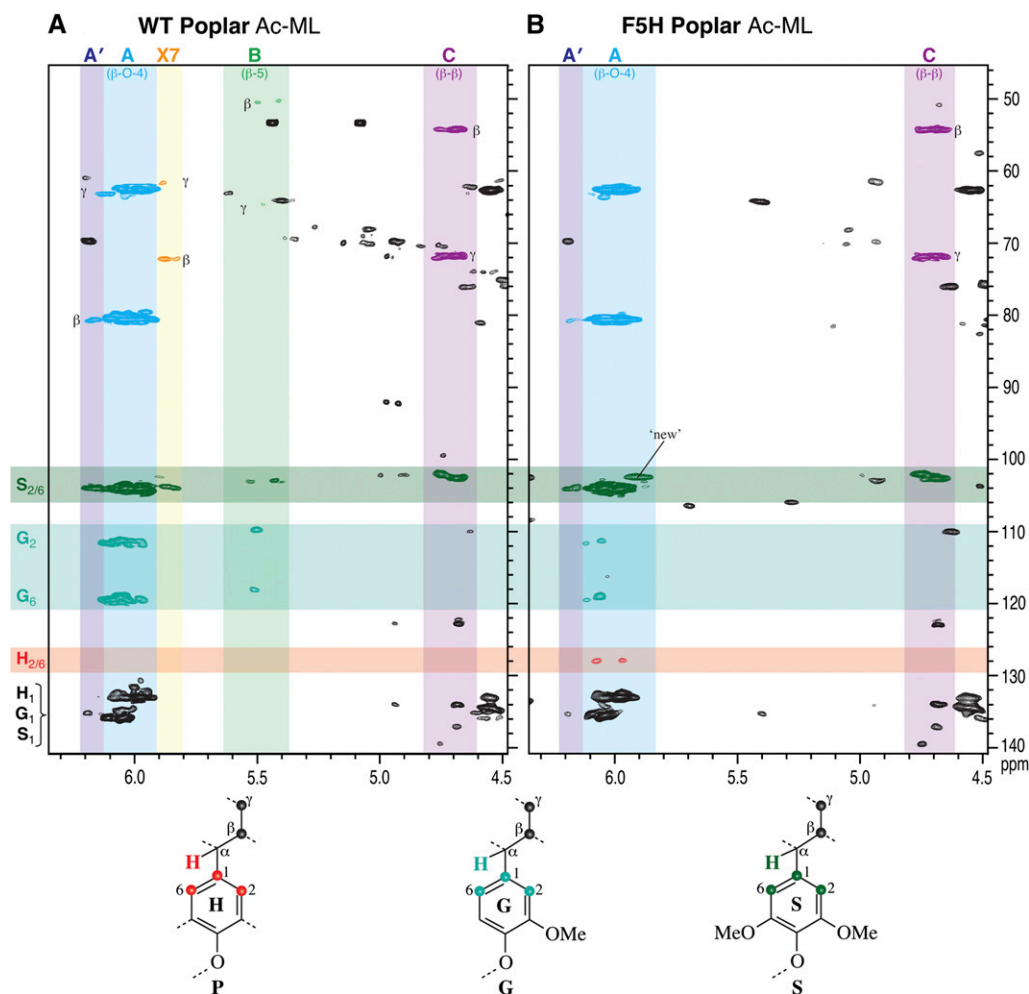 A WT Poplar Ac-ML
A′ A X7 B C
(β-O-4) (β-5) (β-β)
β
β
γ
γ
γ
γ
β
β
S2/6
G2
G6
H1
G1
S1
6.0 5.5 5.0 4.5
B F5H Poplar Ac-ML
A′ A C
(β-O-4) (β-β)
β
γ
'new'
H2/6
50
60
70
80
90
100
110
120
130
140
ppm
6.0 5.5 5.0 4.5
γ
β
α
H
1
6 2
H
O
P
γ
β
α
H
1
6 2
G
OMe
O
G
γ
β
α
H
1
6 2
S
MeO OMe
O
S